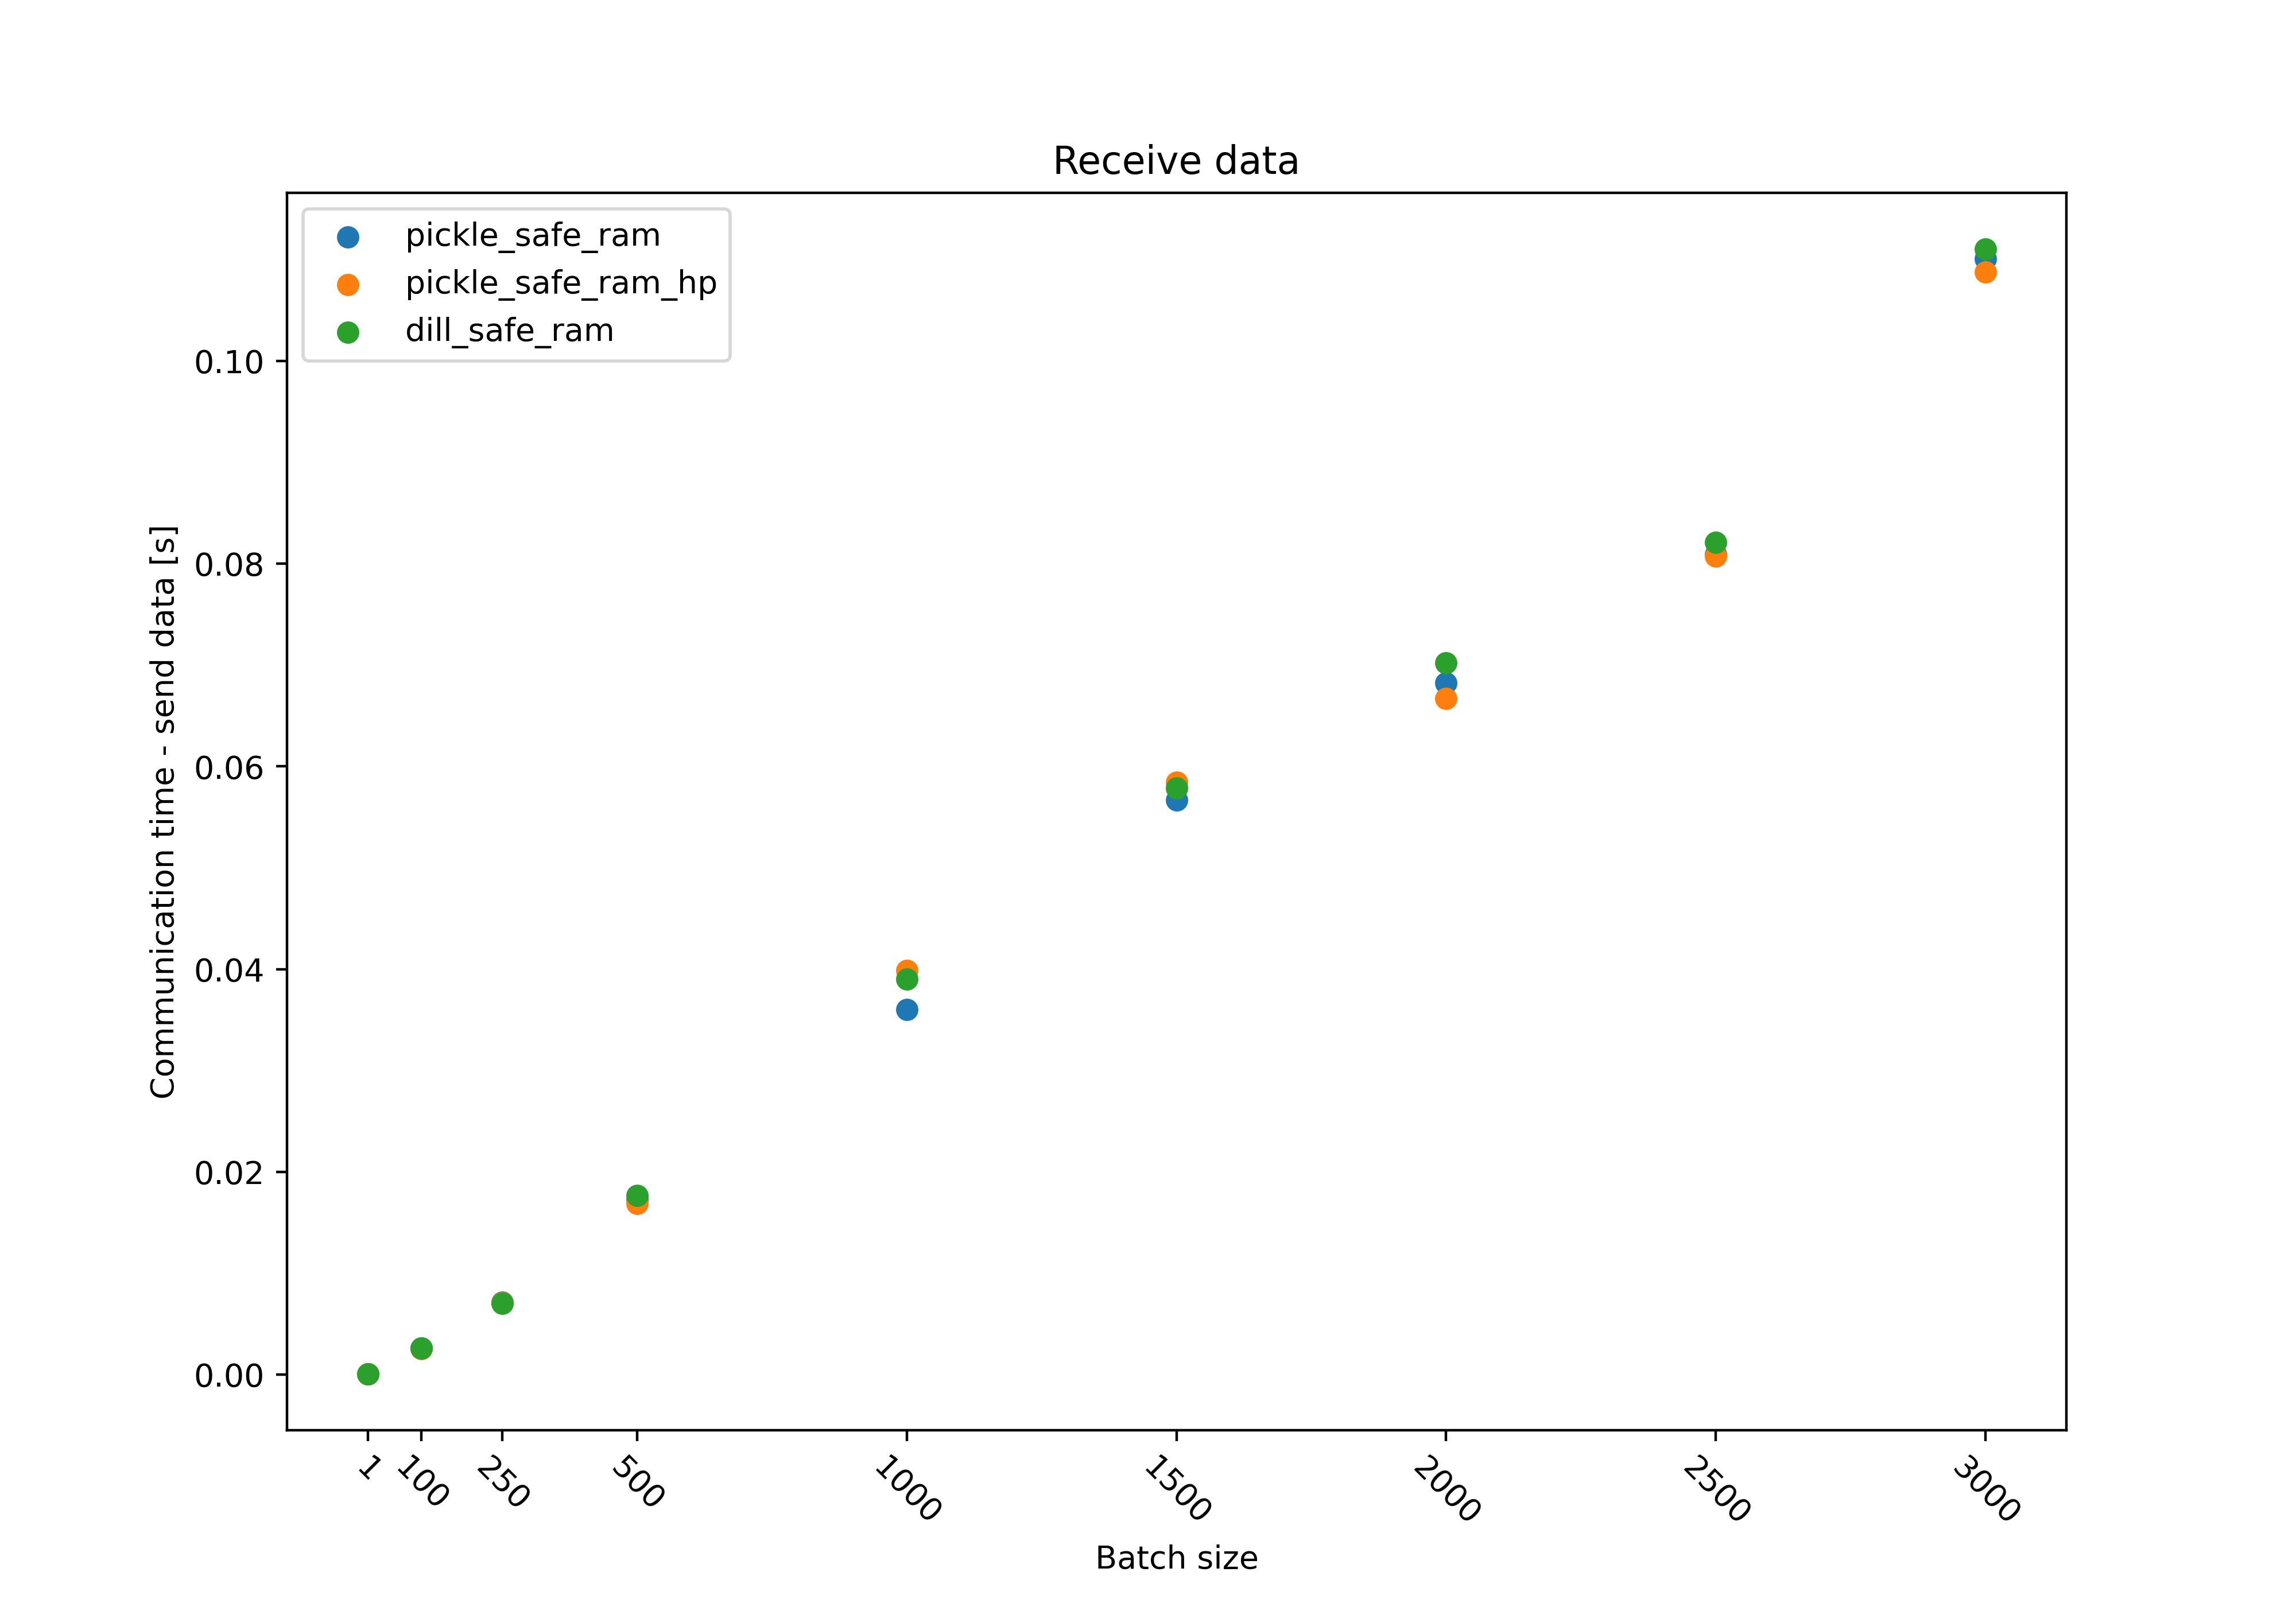 Receive data
pickle_safe_ram
pickle_safe_ram_hp
dill_safe_ram
Communication time - send data [s]
0.10
0.08
0.06
0.04
0.02
0.00
1 100 250 500 1000 1500 2000 2500 3000
Batch size